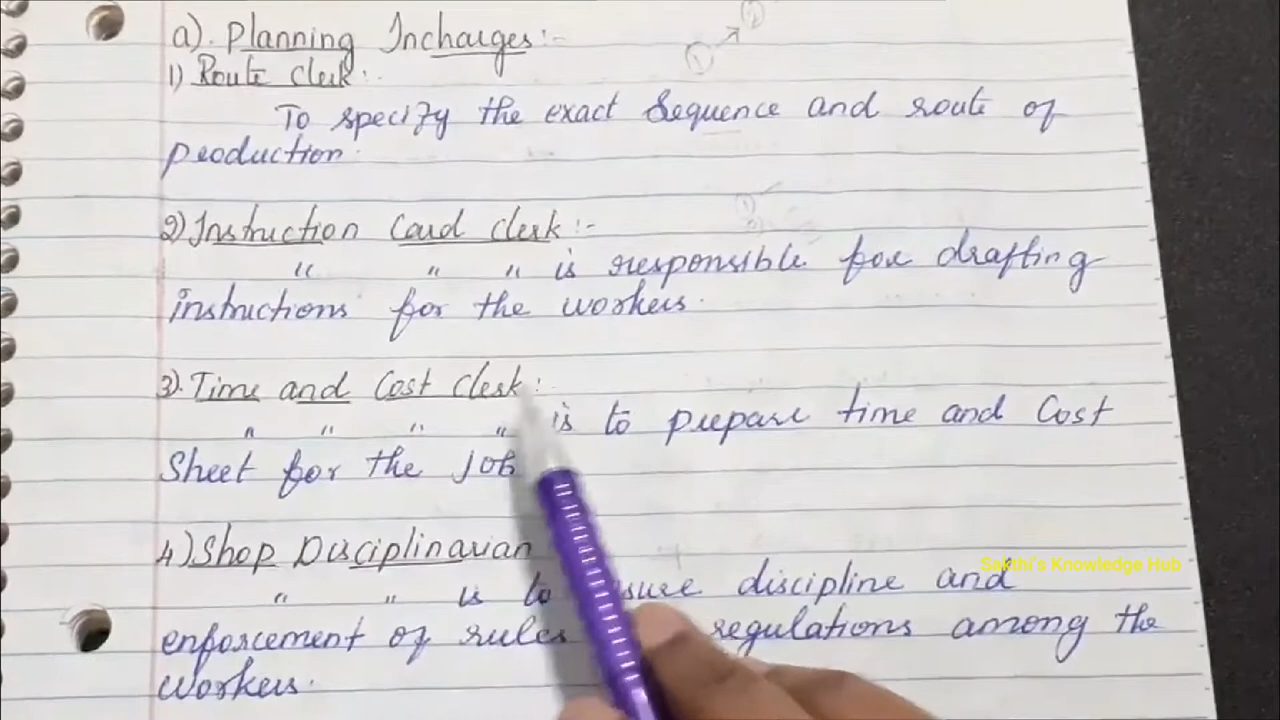 a). Planning Incharges:-
1) Route clerk:-
To specify the exact sequence and route of
production.
2) Instruction Card clerk:-
" " " is responsible for drafting
instructions for the workers.
3). Time and Cost Clerk:-
" " " " is to prepare time and Cost
Sheet for the job
4) Shop Disciplinarian
" " is to discipline and
enforcement of rules regulations among the
workers.
Sakthi's Knowledge Hub